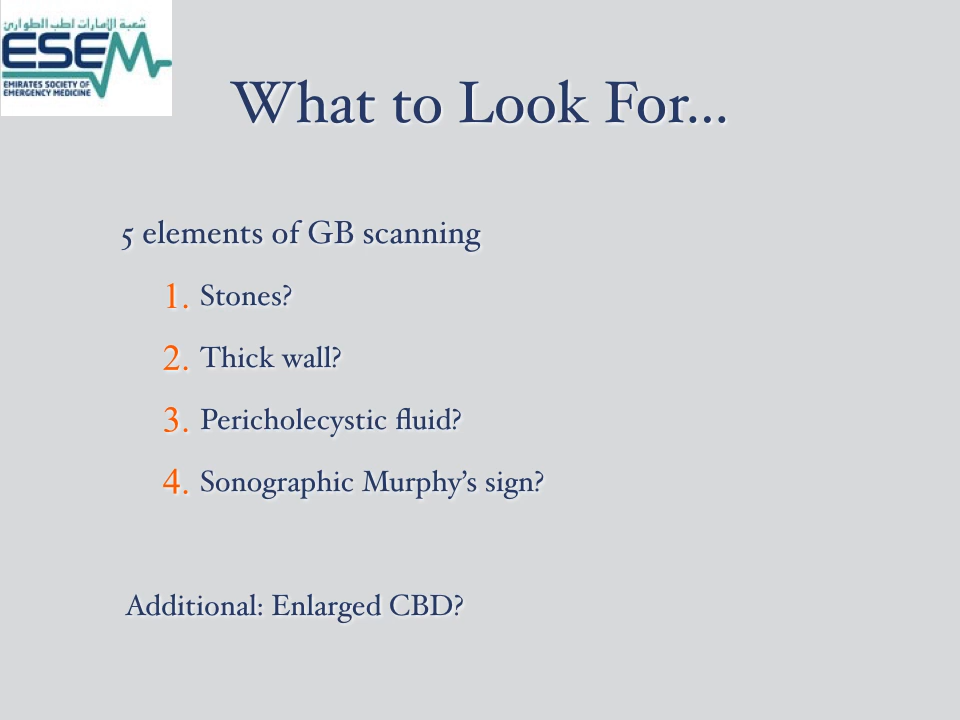 شعبة الإمارات لطب الطوارئ
ESEM
EMIRATES SOCIETY OF
EMERGENCY MEDICINE
What to Look For...
5 elements of GB scanning
1. Stones?
2. Thick wall?
3. Pericholecystic fluid?
4. Sonographic Murphy's sign?
Additional: Enlarged CBD?